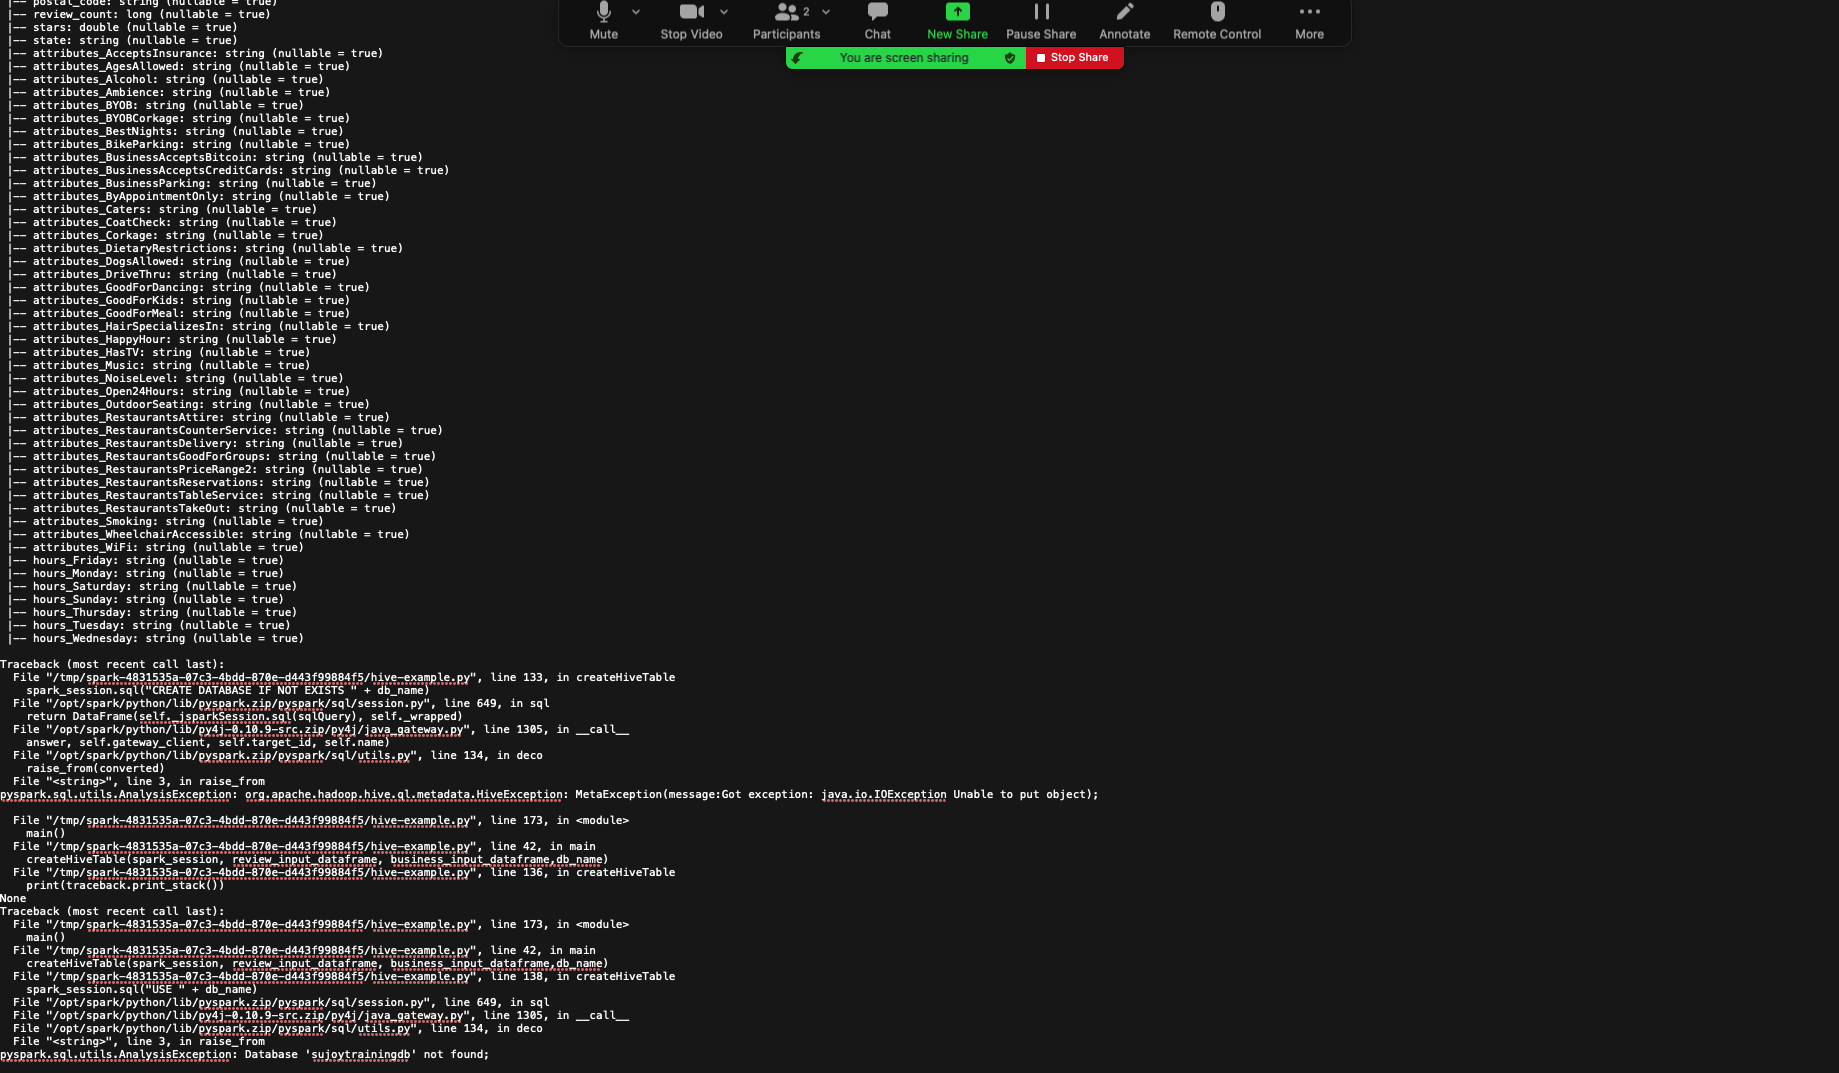 |-- postal_code: string (nullable = true)
|-- review_count: long (nullable = true)
|-- stars: double (nullable = true)
|-- state: string (nullable = true)
|-- attributes_AcceptsInsurance: string (nullable = true)
|-- attributes_AgesAllowed: string (nullable = true)
|-- attributes_Alcohol: string (nullable = true)
|-- attributes_Ambience: string (nullable = true)
|-- attributes_BYOB: string (nullable = true)
|-- attributes_BYOBCorkage: string (nullable = true)
|-- attributes_BestNights: string (nullable = true)
|-- attributes_BikeParking: string (nullable = true)
|-- attributes_BusinessAcceptsBitcoin: string (nullable = true)
|-- attributes_BusinessAcceptsCreditCards: string (nullable = true)
|-- attributes_BusinessParking: string (nullable = true)
|-- attributes_ByAppointmentOnly: string (nullable = true)
|-- attributes_Caters: string (nullable = true)
|-- attributes_CoatCheck: string (nullable = true)
|-- attributes_Corkage: string (nullable = true)
|-- attributes_DietaryRestrictions: string (nullable = true)
|-- attributes_DogsAllowed: string (nullable = true)
|-- attributes_DriveThru: string (nullable = true)
|-- attributes_GoodForDancing: string (nullable = true)
|-- attributes_GoodForKids: string (nullable = true)
|-- attributes_GoodForMeal: string (nullable = true)
|-- attributes_HairSpecializesIn: string (nullable = true)
|-- attributes_HappyHour: string (nullable = true)
|-- attributes_HasTV: string (nullable = true)
|-- attributes_Music: string (nullable = true)
|-- attributes_NoiseLevel: string (nullable = true)
|-- attributes_Open24Hours: string (nullable = true)
|-- attributes_OutdoorSeating: string (nullable = true)
|-- attributes_RestaurantsAttire: string (nullable = true)
|-- attributes_RestaurantsCounterService: string (nullable = true)
|-- attributes_RestaurantsDelivery: string (nullable = true)
|-- attributes_RestaurantsGoodForGroups: string (nullable = true)
|-- attributes_RestaurantsPriceRange2: string (nullable = true)
|-- attributes_RestaurantsReservations: string (nullable = true)
|-- attributes_RestaurantsTableService: string (nullable = true)
|-- attributes_RestaurantsTakeOut: string (nullable = true)
|-- attributes_Smoking: string (nullable = true)
|-- attributes_WheelchairAccessible: string (nullable = true)
|-- attributes_WiFi: string (nullable = true)
|-- hours_Friday: string (nullable = true)
|-- hours_Monday: string (nullable = true)
|-- hours_Saturday: string (nullable = true)
|-- hours_Sunday: string (nullable = true)
|-- hours_Thursday: string (nullable = true)
|-- hours_Tuesday: string (nullable = true)
|-- hours_Wednesday: string (nullable = true)
Traceback (most recent call last):
File "/tmp/spark-4831535a-07c3-4bdd-870e-d443f99884f5/hive-example.py", line 133, in createHiveTable
spark_session.sql("CREATE DATABASE IF NOT EXISTS " + db_name)
File "/opt/spark/python/lib/pyspark.zip/pyspark/sql/session.py", line 649, in sql
return DataFrame(self._jsparkSession.sql(sqlQuery), self._wrapped)
File "/opt/spark/python/lib/py4j-0.10.9-src.zip/py4j/java_gateway.py", line 1305, in __call__
answer, self.gateway_client, self.target_id, self.name)
File "/opt/spark/python/lib/pyspark.zip/pyspark/sql/utils.py", line 134, in deco
raise_from(converted)
File "<string>", line 3, in raise_from
pyspark.sql.utils.AnalysisException: org.apache.hadoop.hive.ql.metadata.HiveException: MetaException(message:Got exception: java.io.IOException Unable to put object);
File "/tmp/spark-4831535a-07c3-4bdd-870e-d443f99884f5/hive-example.py", line 173, in <module>
main()
File "/tmp/spark-4831535a-07c3-4bdd-870e-d443f99884f5/hive-example.py", line 42, in main
createHiveTable(spark_session, review_input_dataframe, business_input_dataframe,db_name)
File "/tmp/spark-4831535a-07c3-4bdd-870e-d443f99884f5/hive-example.py", line 136, in createHiveTable
print(traceback.print_stack())
None
Traceback (most recent call last):
File "/tmp/spark-4831535a-07c3-4bdd-870e-d443f99884f5/hive-example.py", line 173, in <module>
main()
File "/tmp/spark-4831535a-07c3-4bdd-870e-d443f99884f5/hive-example.py", line 42, in main
createHiveTable(spark_session, review_input_dataframe, business_input_dataframe,db_name)
File "/tmp/spark-4831535a-07c3-4bdd-870e-d443f99884f5/hive-example.py", line 138, in createHiveTable
spark_session.sql("USE " + db_name)
File "/opt/spark/python/lib/pyspark.zip/pyspark/sql/session.py", line 649, in sql
File "/opt/spark/python/lib/py4j-0.10.9-src.zip/py4j/java_gateway.py", line 1305, in __call__
File "/opt/spark/python/lib/pyspark.zip/pyspark/sql/utils.py", line 134, in deco
File "<string>", line 3, in raise_from
pyspark.sql.utils.AnalysisException: Database 'sujoytrainingdb' not found;
2
Mute Stop Video Participants Chat New Share Pause Share Annotate Remote Control More
You are screen sharing Stop Share